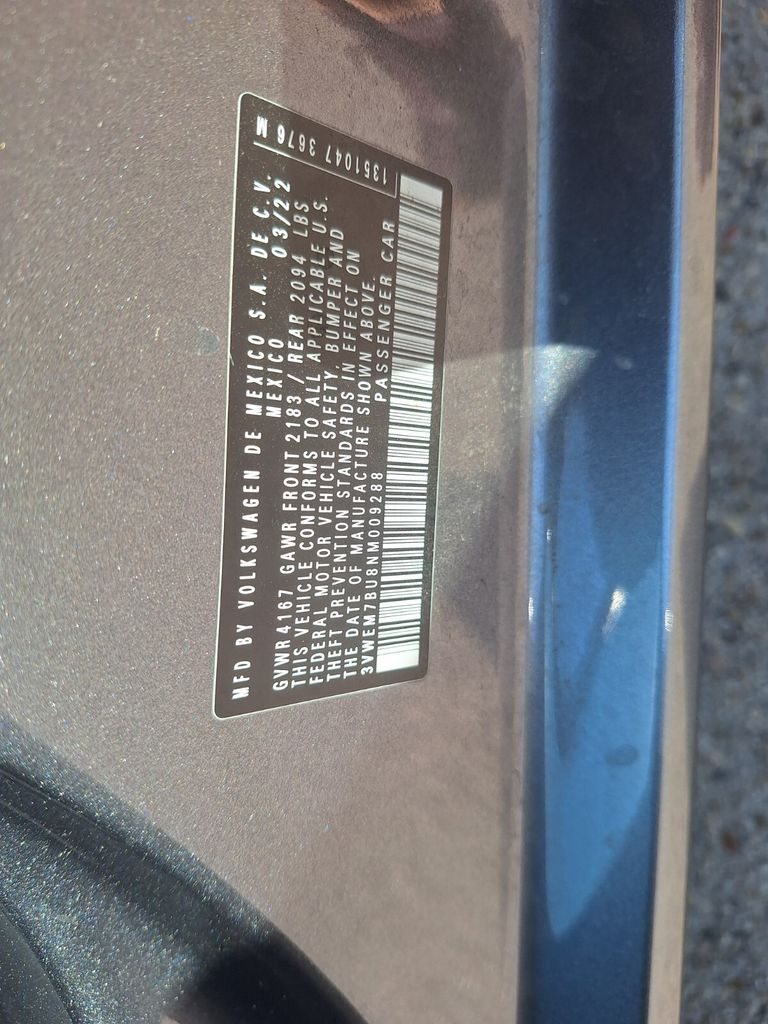 MFD BY VOLKSWAGEN DE MEXICO S.A. DE C.V.
MEXICO 03/22
GVWR 4167 GAWR FRONT 2183 / REAR 2094 LBS
THIS VEHICLE CONFORMS TO ALL APPLICABLE U.S.
FEDERAL MOTOR VEHICLE SAFETY, BUMPER AND
THEFT PREVENTION STANDARDS IN EFFECT ON
THE DATE OF MANUFACTURE SHOWN ABOVE.
3VWEM7BU8NM009288 PASSENGER CAR
1351047 3676 M